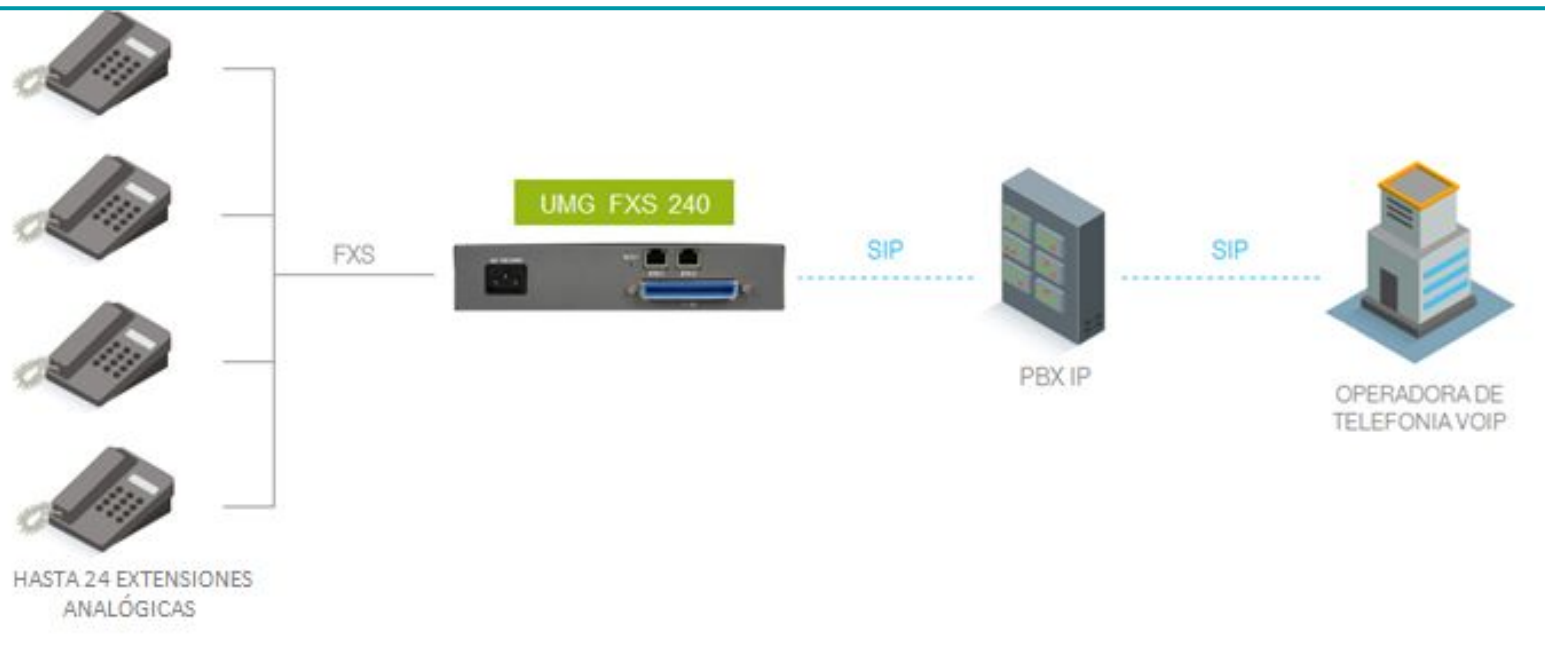 UMG FXS 240
FXS
SIP
SIP
PBX IP
OPERADORA DE
TELEFONIA VOIP
HASTA 24 EXTENSIONES
ANALÓGICAS